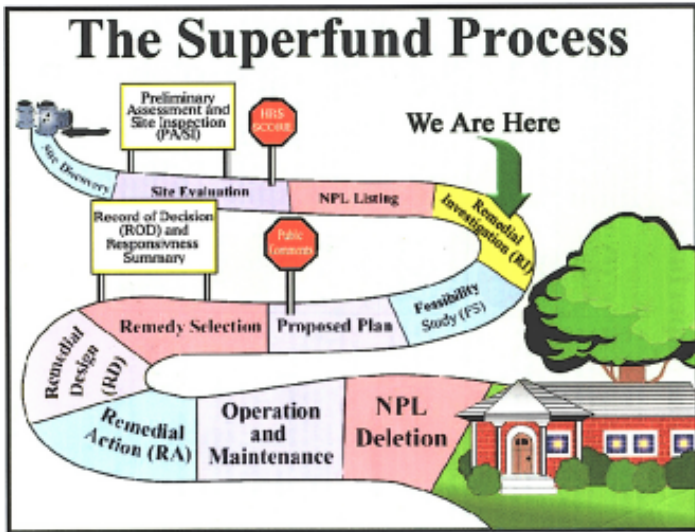 The Superfund Process
Preliminary
Assessment and
Site Inspection
(PA/SI)
HRS
SCORE
We Are Here
Site Discovery
Site Evaluation
NPL Listing
Remedial
Investigation (RI)
Record of Decision
(ROD) and
Responsivness
Summary
Public
Comments
Feasibility
Study (FS)
Proposed Plan
Remedy Selection
Remedial
Design
(RD)
Remedial
Action (RA)
Operation
and
Maintenance
NPL
Deletion